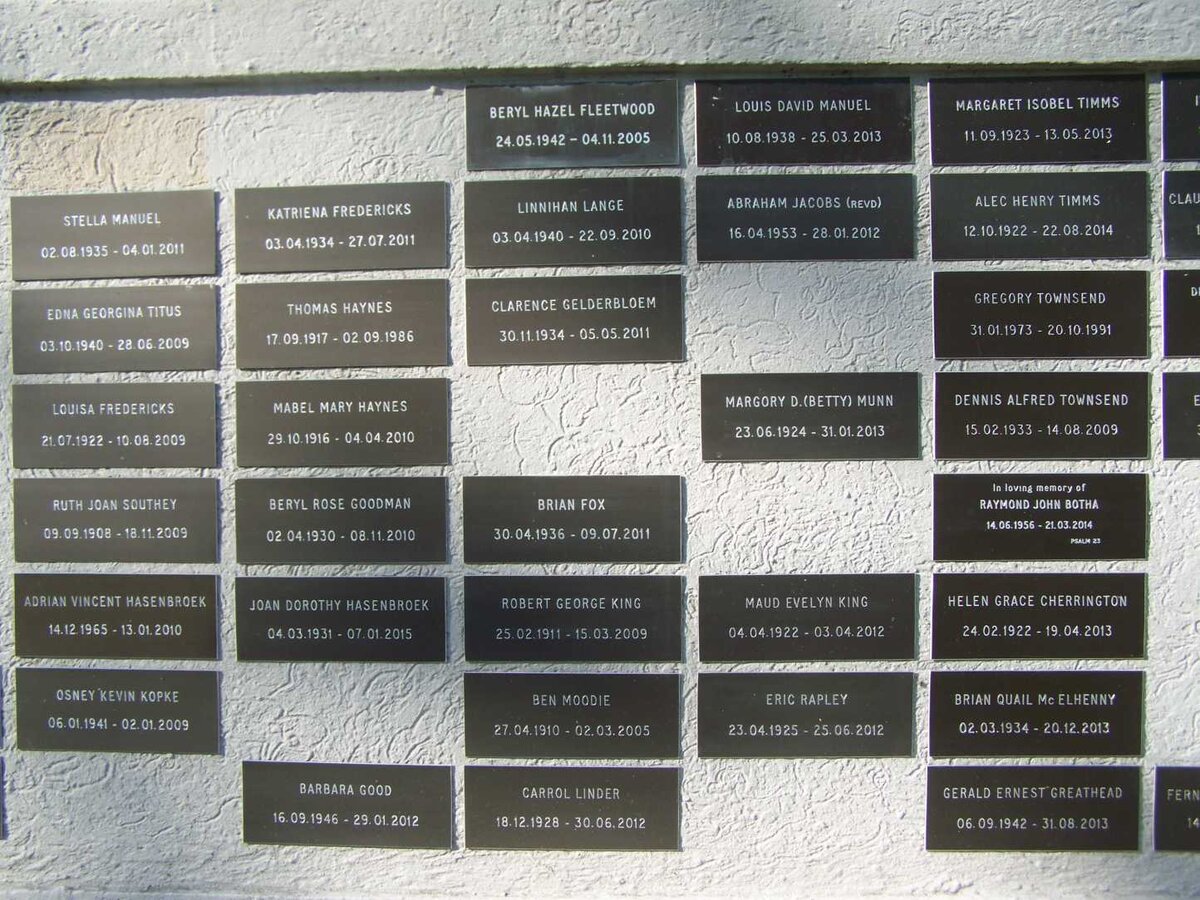 BERYL HAZEL FLEETWOOD
24.05.1942 – 04.11.2005
LOUIS DAVID MANUEL
10.08.1938 - 25.03.2013
MARGARET ISOBEL TIMMS
11.09.1923 - 13.05.2013
STELLA MANUEL
02.08.1935 - 04.01.2011
KATRIENA FREDERICKS
03.04.1934 - 27.07.2011
LINNIHAN LANGE
03.04.1940 - 22.09.2010
ABRAHAM JACOBS (REVD)
16.04.1953 - 28.01.2012
ALEC HENRY TIMMS
12.10.1922 - 22.08.2014
EDNA GEORGINA TITUS
03.10.1940 - 28.06.2009
THOMAS HAYNES
17.09.1917 - 02.09.1986
CLARENCE GELDERBLOEM
30.11.1934 - 05.05.2011
GREGORY TOWNSEND
31.01.1973 - 20.10.1991
LOUISA FREDERICKS
21.07.1922 - 10.08.2009
MABEL MARY HAYNES
29.10.1916 - 04.04.2010
MARGORY D.(BETTY) MUNN
23.06.1924 - 31.01.2013
DENNIS ALFRED TOWNSEND
15.02.1933 - 14.08.2009
RUTH JOAN SOUTHEY
09.09.1908 - 18.11.2009
BERYL ROSE GOODMAN
02.04.1930 - 08.11.2010
BRIAN FOX
30.04.1936 - 09.07.2011
In loving memory of
RAYMOND JOHN BOTHA
14.06.1956 - 21.03.2014
PSALM 23
ADRIAN VINCENT HASENBROEK
14.12.1965 - 13.01.2010
JOAN DOROTHY HASENBROEK
04.03.1931 - 07.01.2015
ROBERT GEORGE KING
25.02.1911 - 15.03.2009
MAUD EVELYN KING
04.04.1922 - 03.04.2012
HELEN GRACE CHERRINGTON
24.02.1922 - 19.04.2013
OSNEY KEVIN KOPKE
06.01.1941 - 02.01.2009
BEN MOODIE
27.04.1910 - 02.03.2005
ERIC RAPLEY
23.04.1925 - 25.06.2012
BRIAN QUAIL Mc ELHENNY
02.03.1934 - 20.12.2013
BARBARA GOOD
16.09.1946 - 29.01.2012
CARROL LINDER
18.12.1928 - 30.06.2012
GERALD ERNEST GREATHEAD
06.09.1942 - 31.08.2013